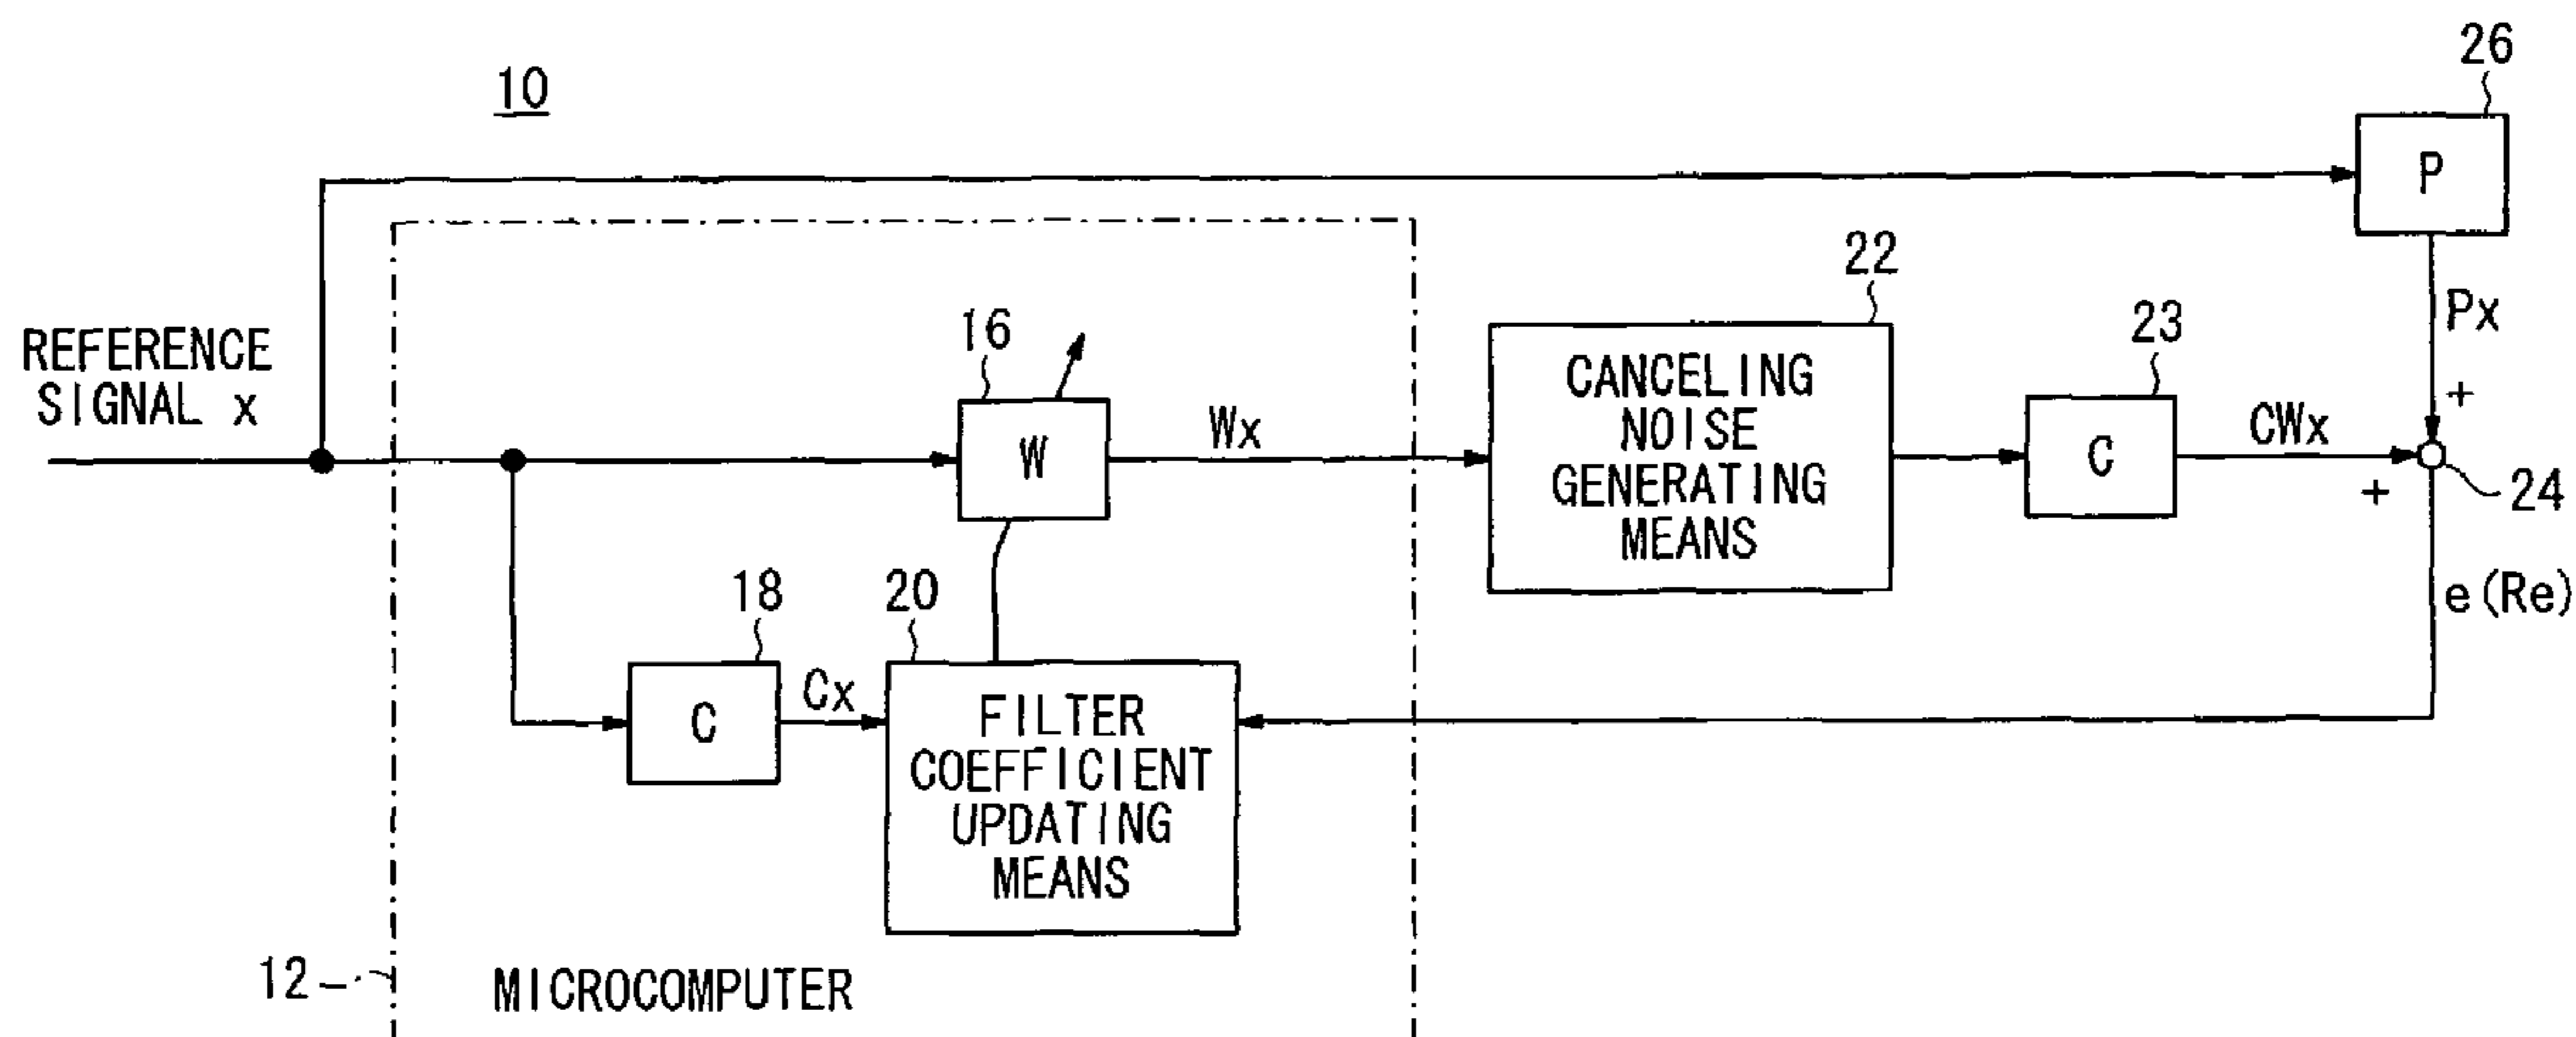 10
26
P
Px
+
REFERENCE
SIGNAL x
16
W
Wx
22
CANCELING
NOISE
GENERATING
MEANS
23
C
CWx
+
24
e(Re)
18
C
Cx
20
FILTER
COEFFICIENT
UPDATING
MEANS
12
MICROCOMPUTER